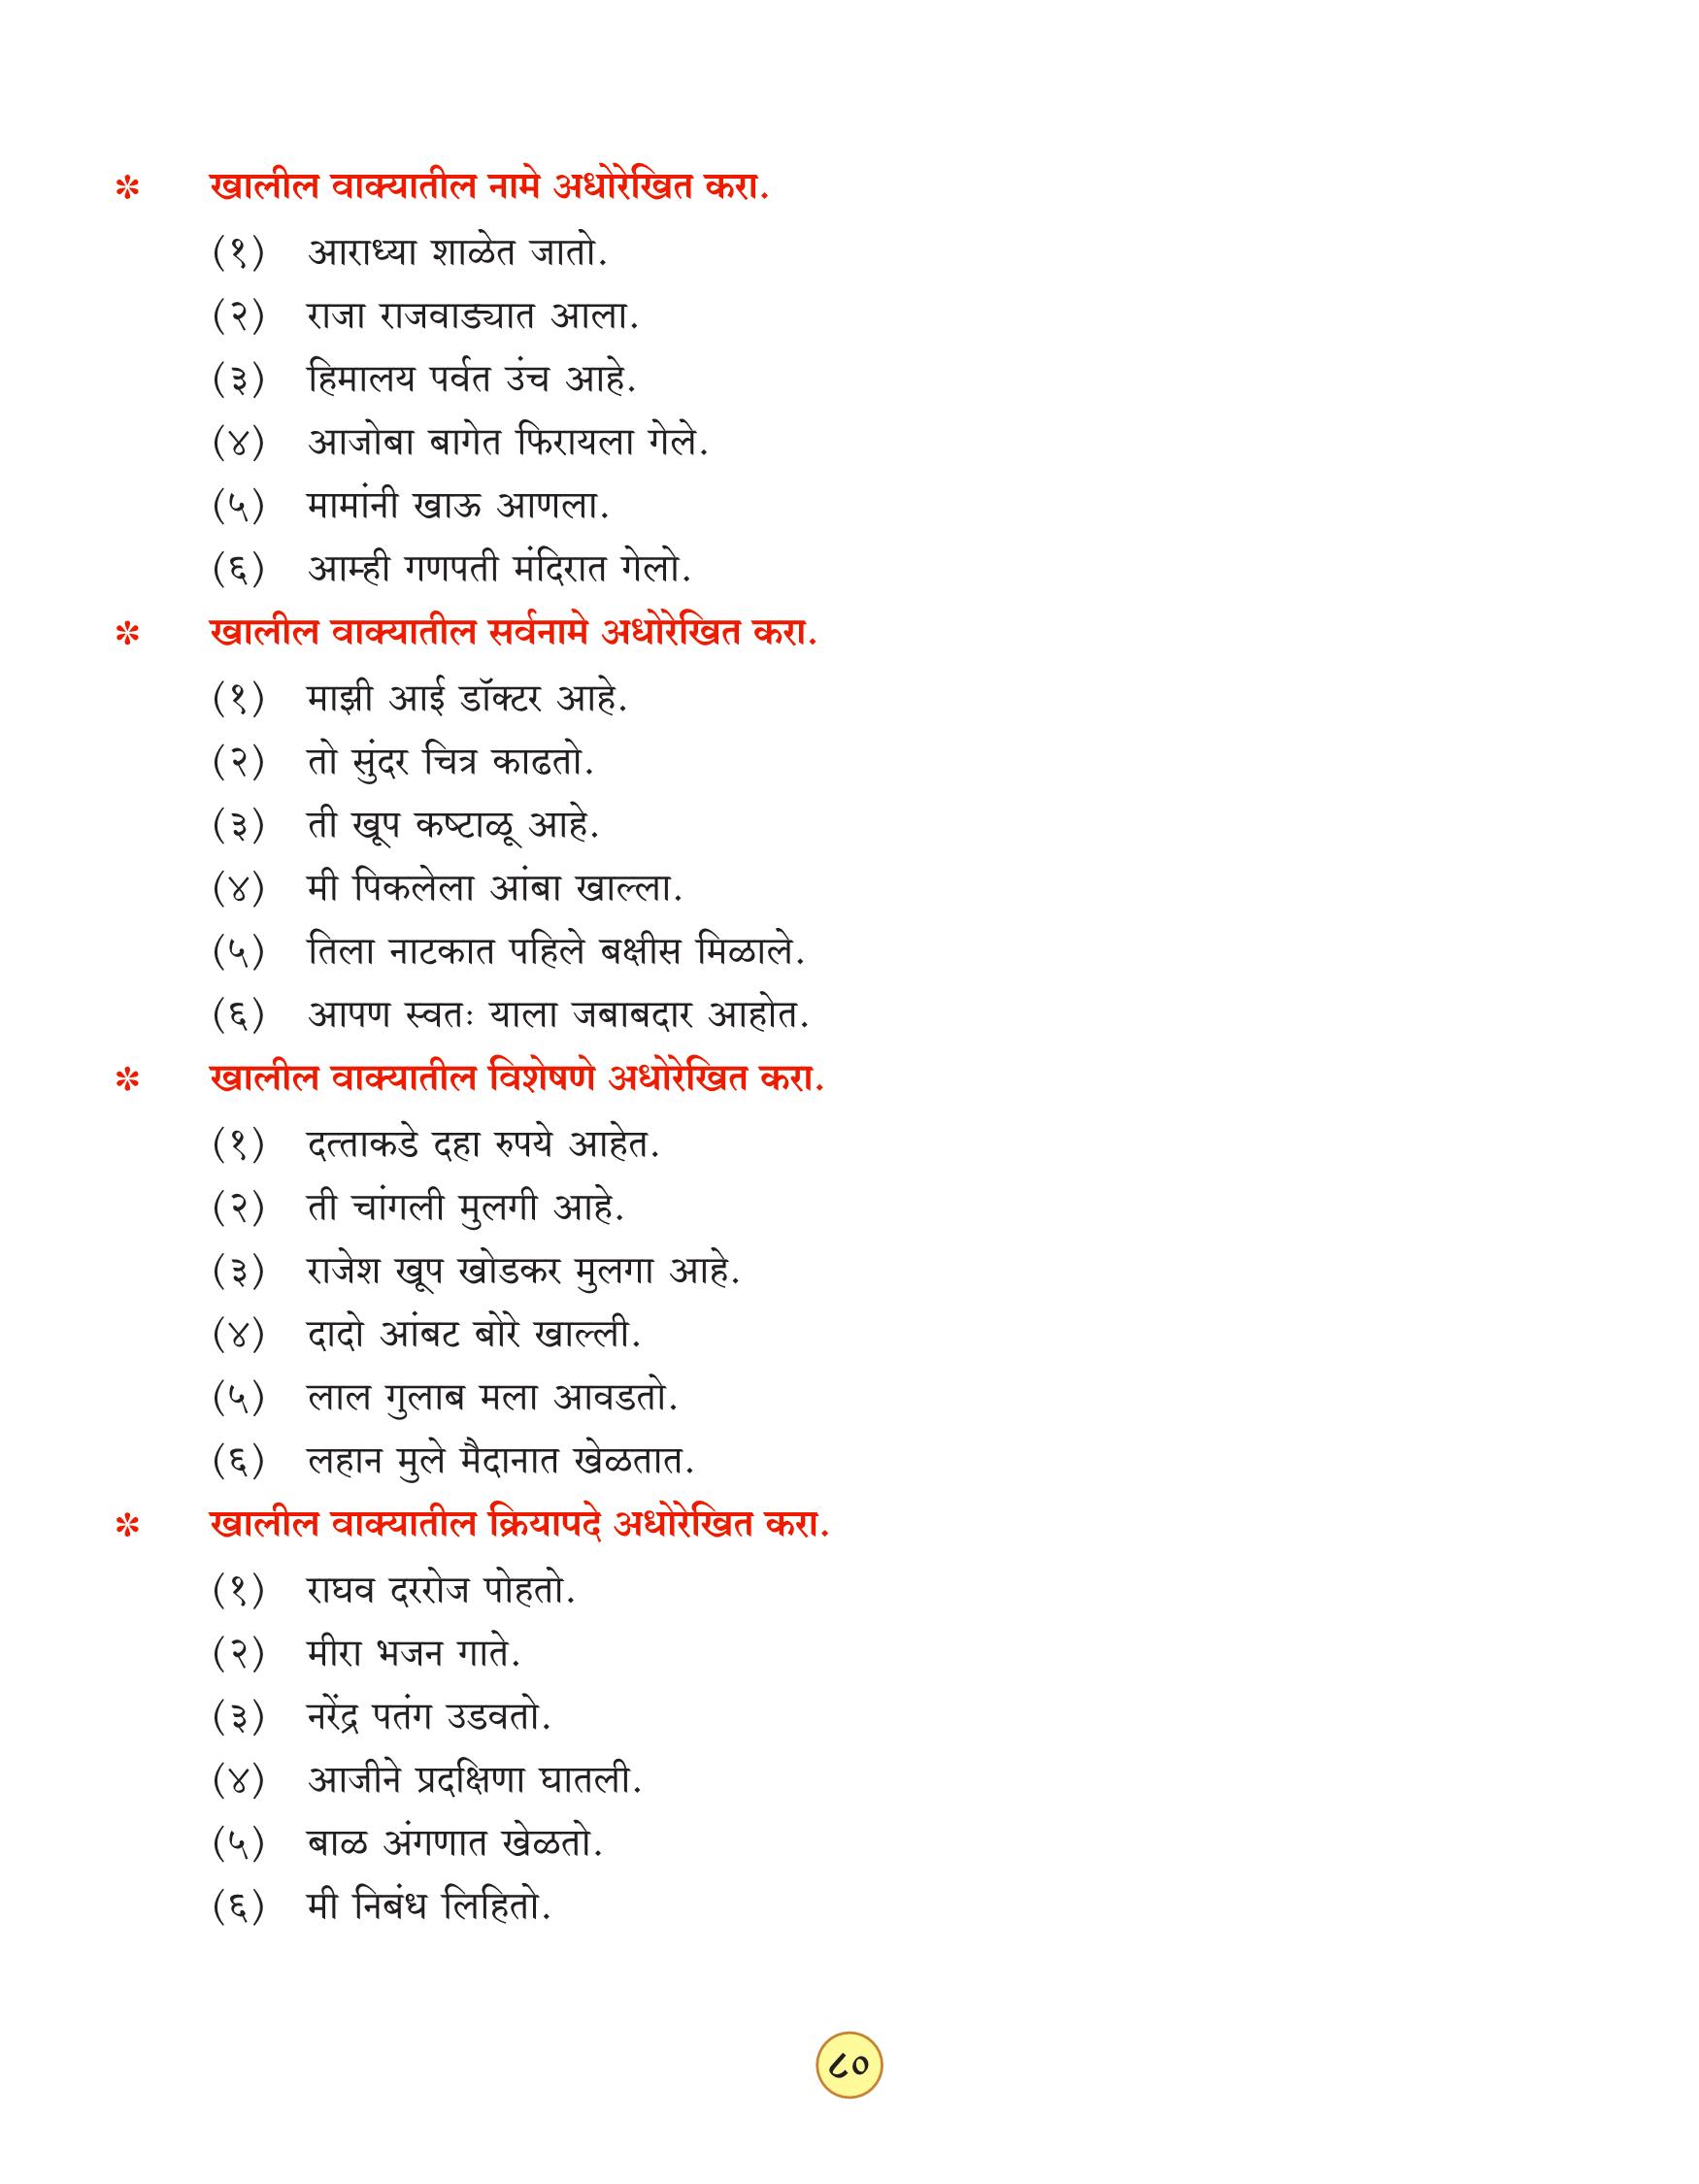 ✽ खालील वाक्यातील नामे अधोरेखित करा.
(१) आराध्या शाळेत जातो.
(२) राजा राजवाड्यात आला.
(३) हिमालय पर्वत उंच आहे.
(४) आजोबा बागेत फिरायला गेले.
(५) मामांनी खाऊ आणला.
(६) आम्ही गणपती मंदिरात गेलो.
✽ खालील वाक्यातील सर्वनामे अधोरेखित करा.
(१) माझी आई डॉक्टर आहे.
(२) तो सुंदर चित्र काढतो.
(३) ती खूप कष्टाळू आहे.
(४) मी पिकलेला आंबा खाल्ला.
(५) तिला नाटकात पहिले बक्षीस मिळाले.
(६) आपण स्वतः याला जबाबदार आहोत.
✽ खालील वाक्यातील विशेषणे अधोरेखित करा.
(१) दत्ताकडे दहा रुपये आहेत.
(२) ती चांगली मुलगी आहे.
(३) राजेश खूप खोडकर मुलगा आहे.
(४) दादो आंबट बोरे खाल्ली.
(५) लाल गुलाब मला आवडतो.
(६) लहान मुले मैदानात खेळतात.
✽ खालील वाक्यातील क्रियापदे अधोरेखित करा.
(१) राघव दररोज पोहतो.
(२) मीरा भजन गाते.
(३) नरेंद्र पतंग उडवतो.
(४) आजीने प्रदक्षिणा घातली.
(५) बाळ अंगणात खेळतो.
(६) मी निबंध लिहितो.
८०